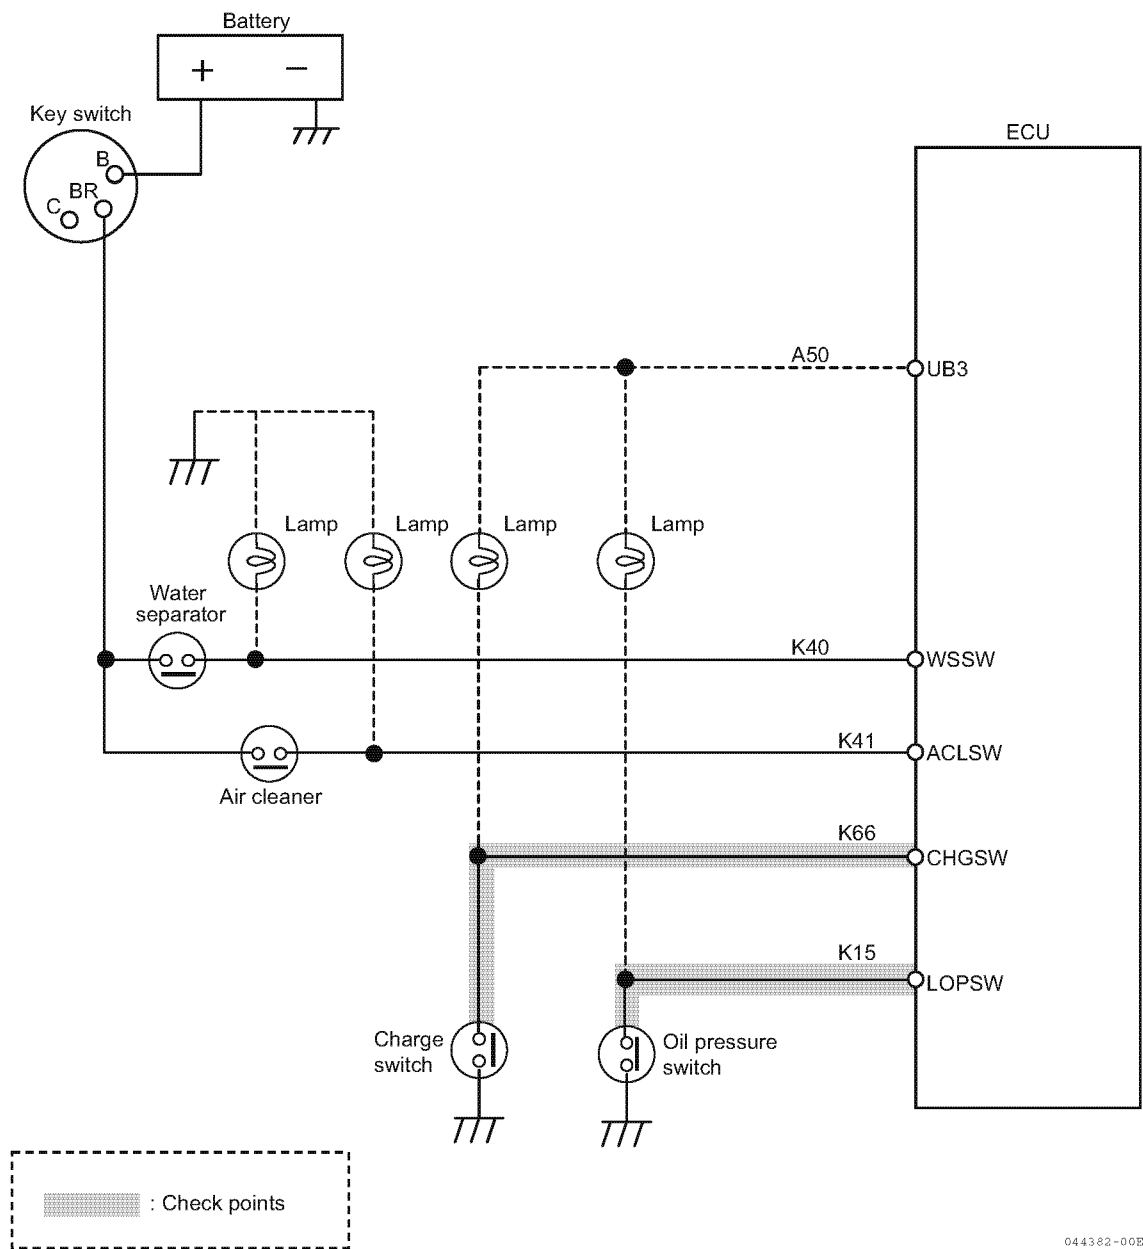 Battery
+ −
Key switch
B
BR
C
ECU
A50
UB3
Lamp
Lamp
Lamp
Lamp
Water
separator
K40
WSSW
K41
ACLSW
Air cleaner
K66
CHGSW
K15
LOPSW
Charge
switch
Oil pressure
switch
: Check points
044382-00E